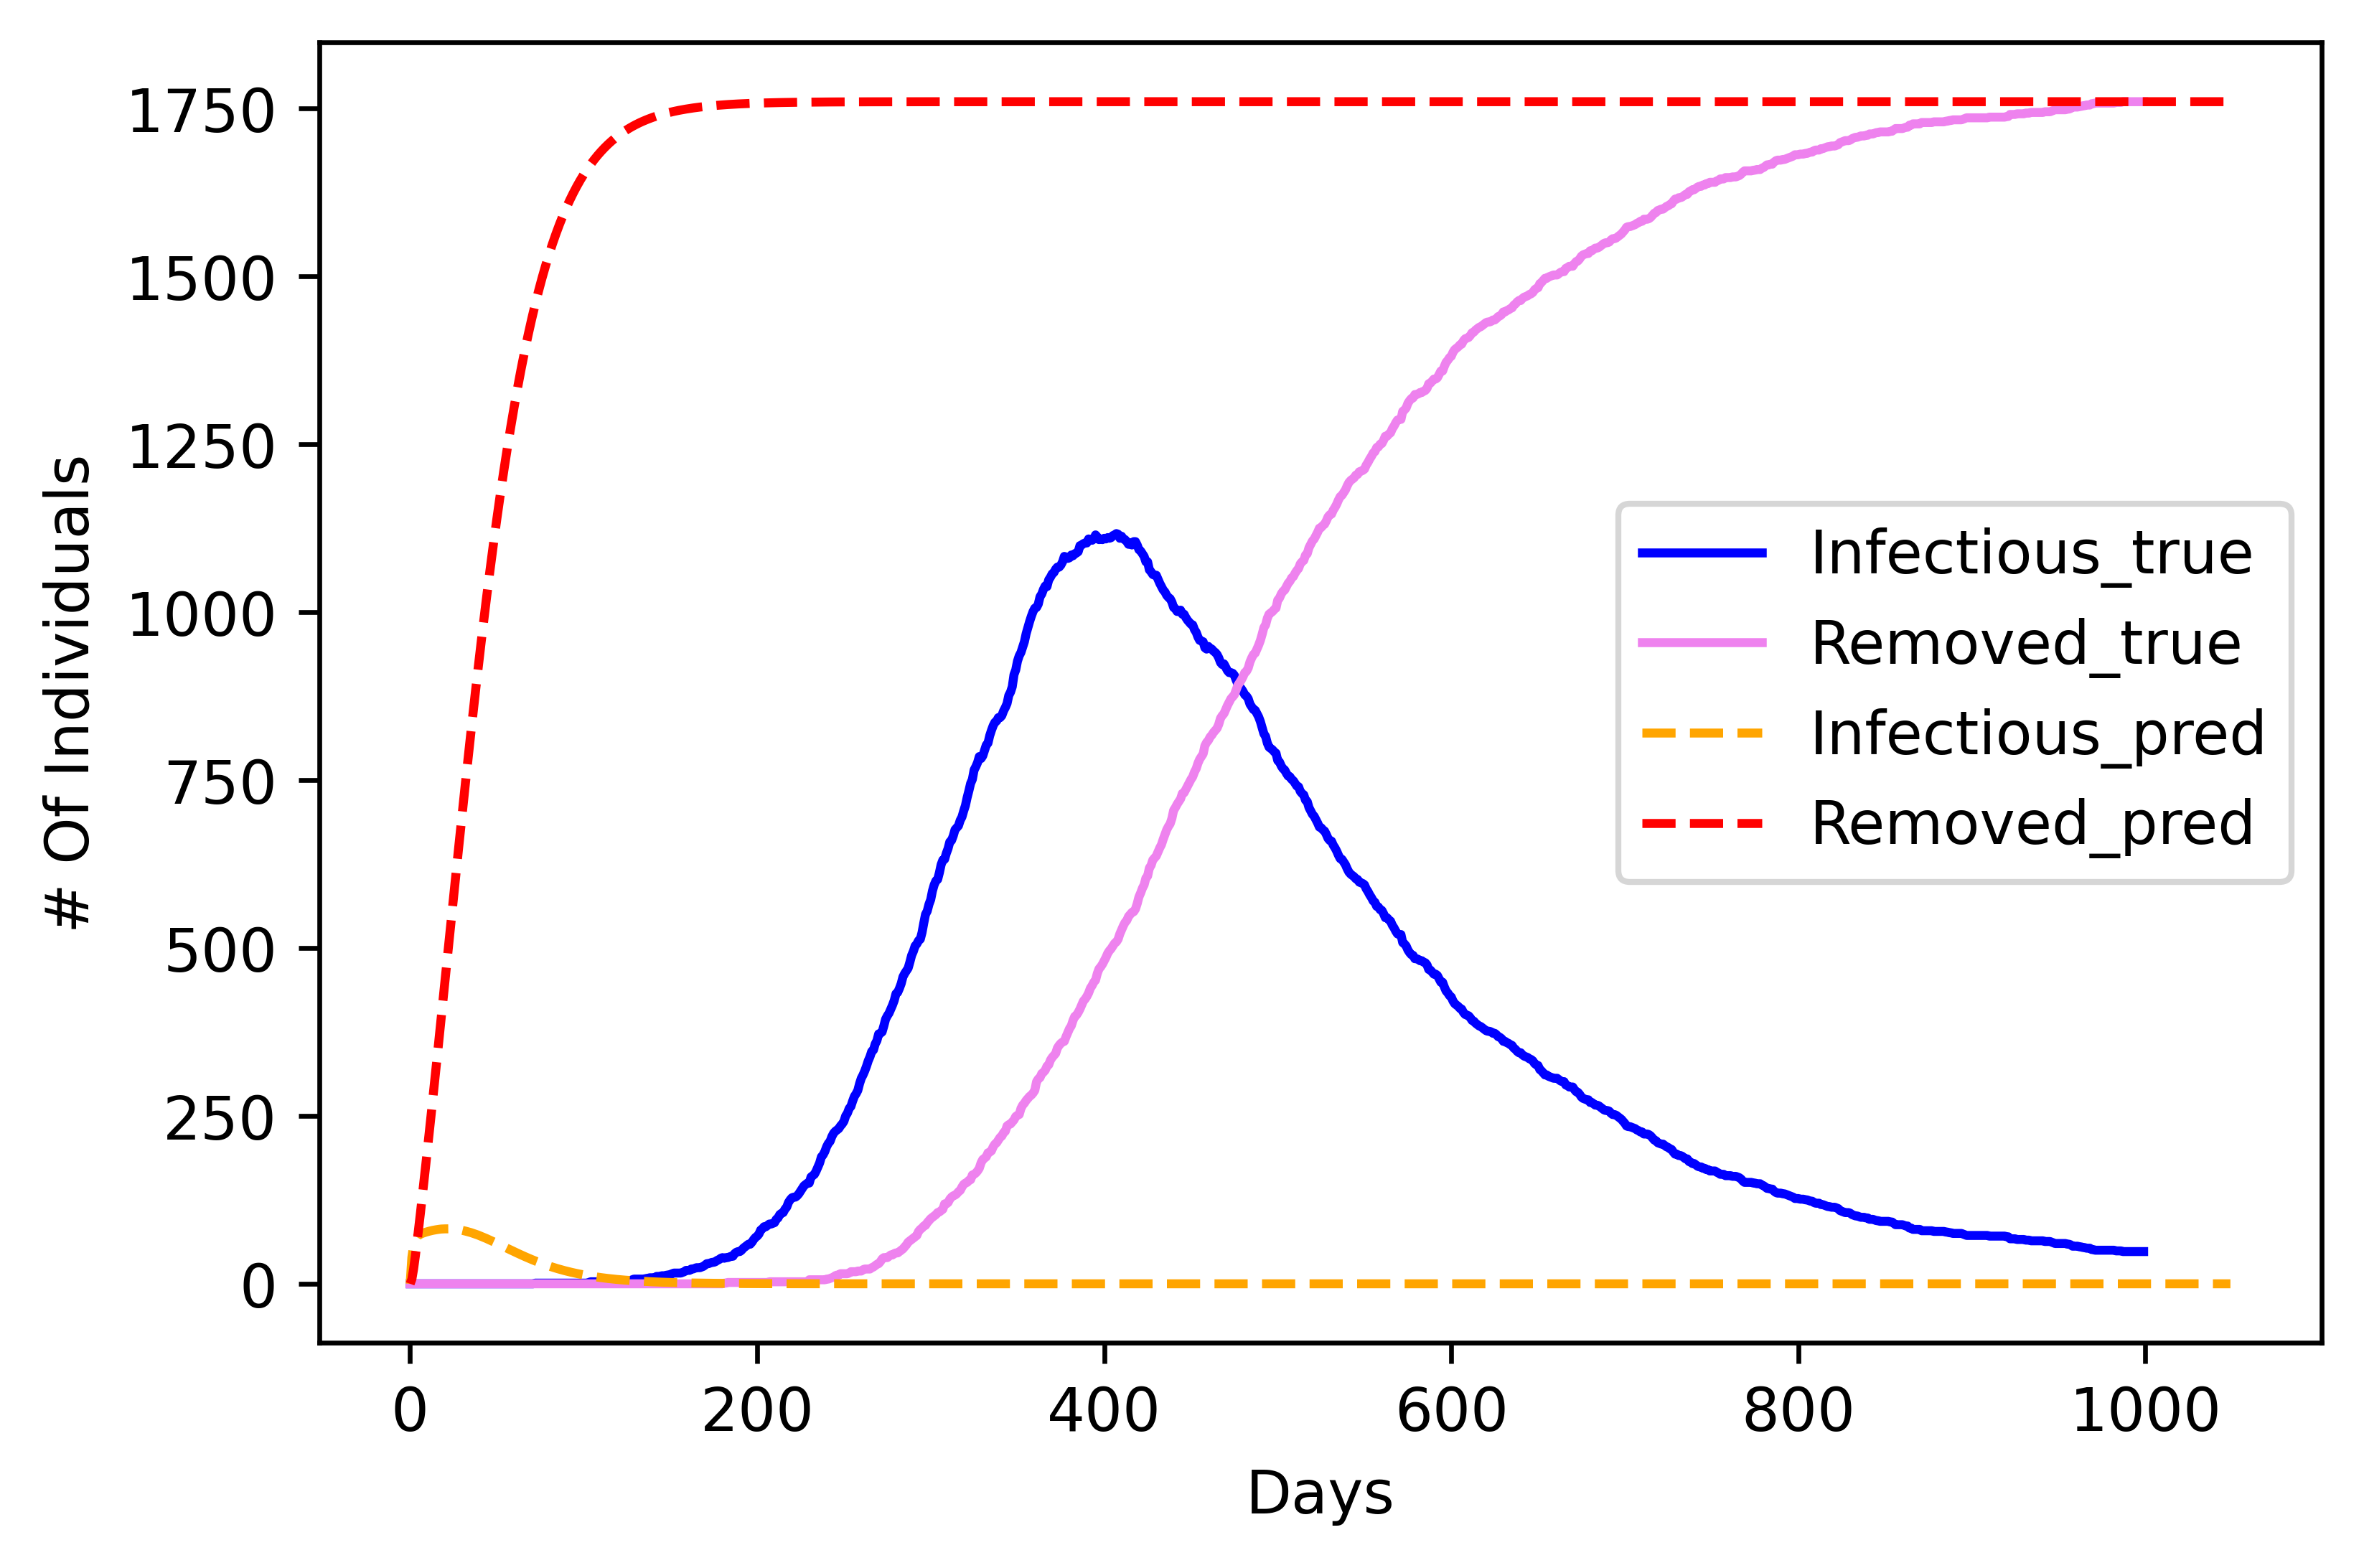 # Of Individuals
1750
1500
1250
1000
750
500
250
0
0 200 400 600 800 1000
Days
Infectious_true
Removed_true
Infectious_pred
Removed_pred